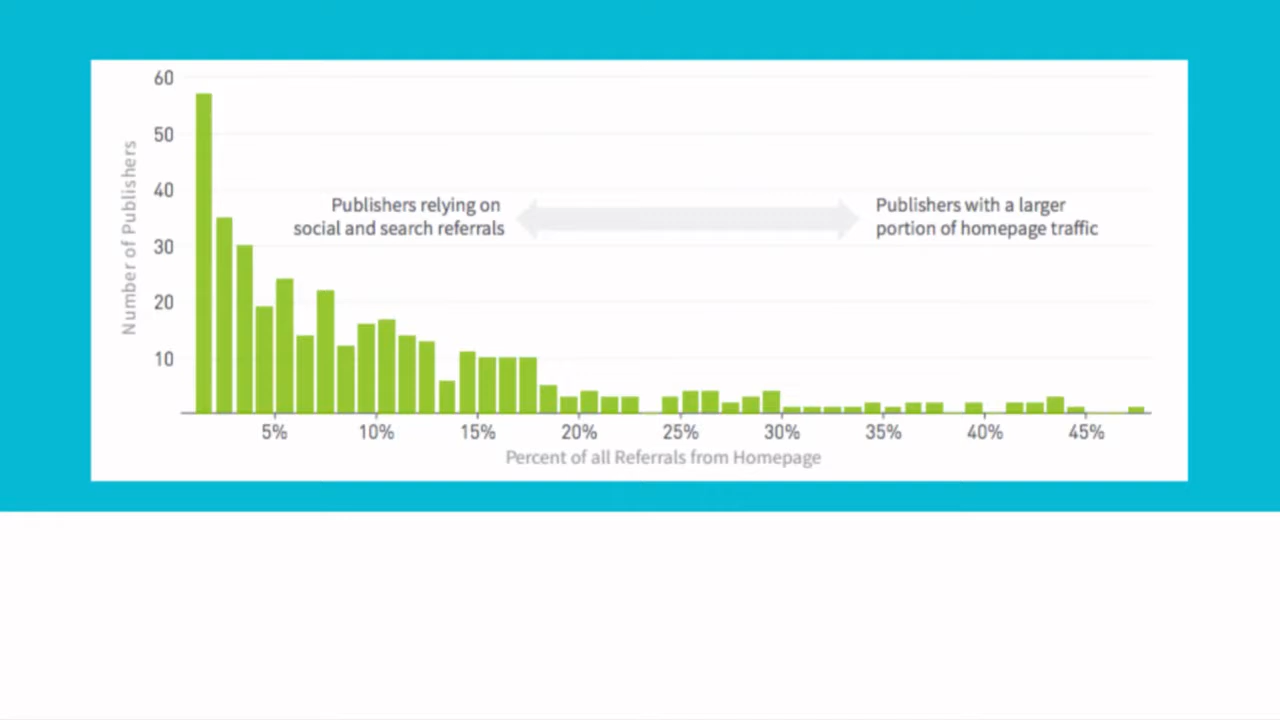 60
50
40
30
20
10
Number of Publishers
Publishers relying on
social and search referrals
Publishers with a larger
portion of homepage traffic
5% 10% 15% 20% 25% 30% 35% 40% 45%
Percent of all Referrals from Homepage